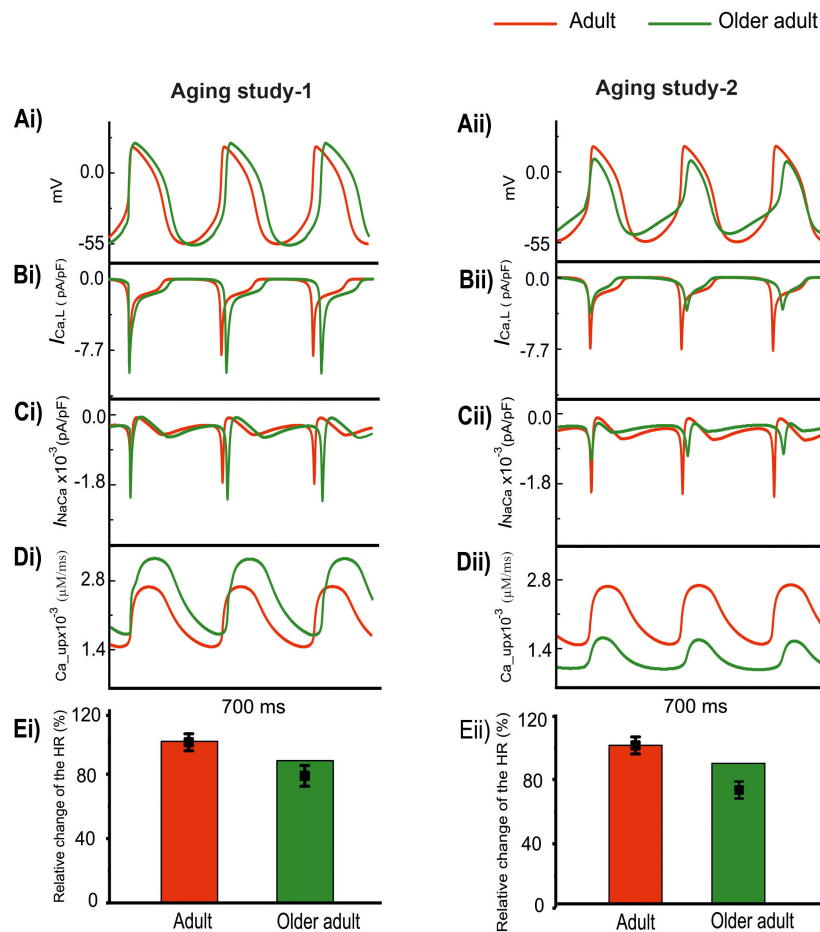 Adult
Older adult
Aging study-1
Aging study-2
Ai)
0.0
mV
-55
Aii)
0.0
mV
-55
Bi)
0.0
ICa,L ( pA/pF)
-7.7
Bii)
0.0
ICa,L ( pA/pF)
-7.7
Ci)
0.0
INaCa x10-3(pA/pF)
-1.8
Cii)
0.0
INaCa x10-3(pA/pF)
-1.8
Di)
2.8
Ca_upx10-3 (μM/ms)
1.4
Dii)
2.8
Ca_upx10-3 (μM/ms)
1.4
700 ms
700 ms
Ei)
120
80
40
0
Relative change of the HR (%)
Adult
Older adult
Eii)
120
80
40
0
Relative change of the HR (%)
Adult
Older adult